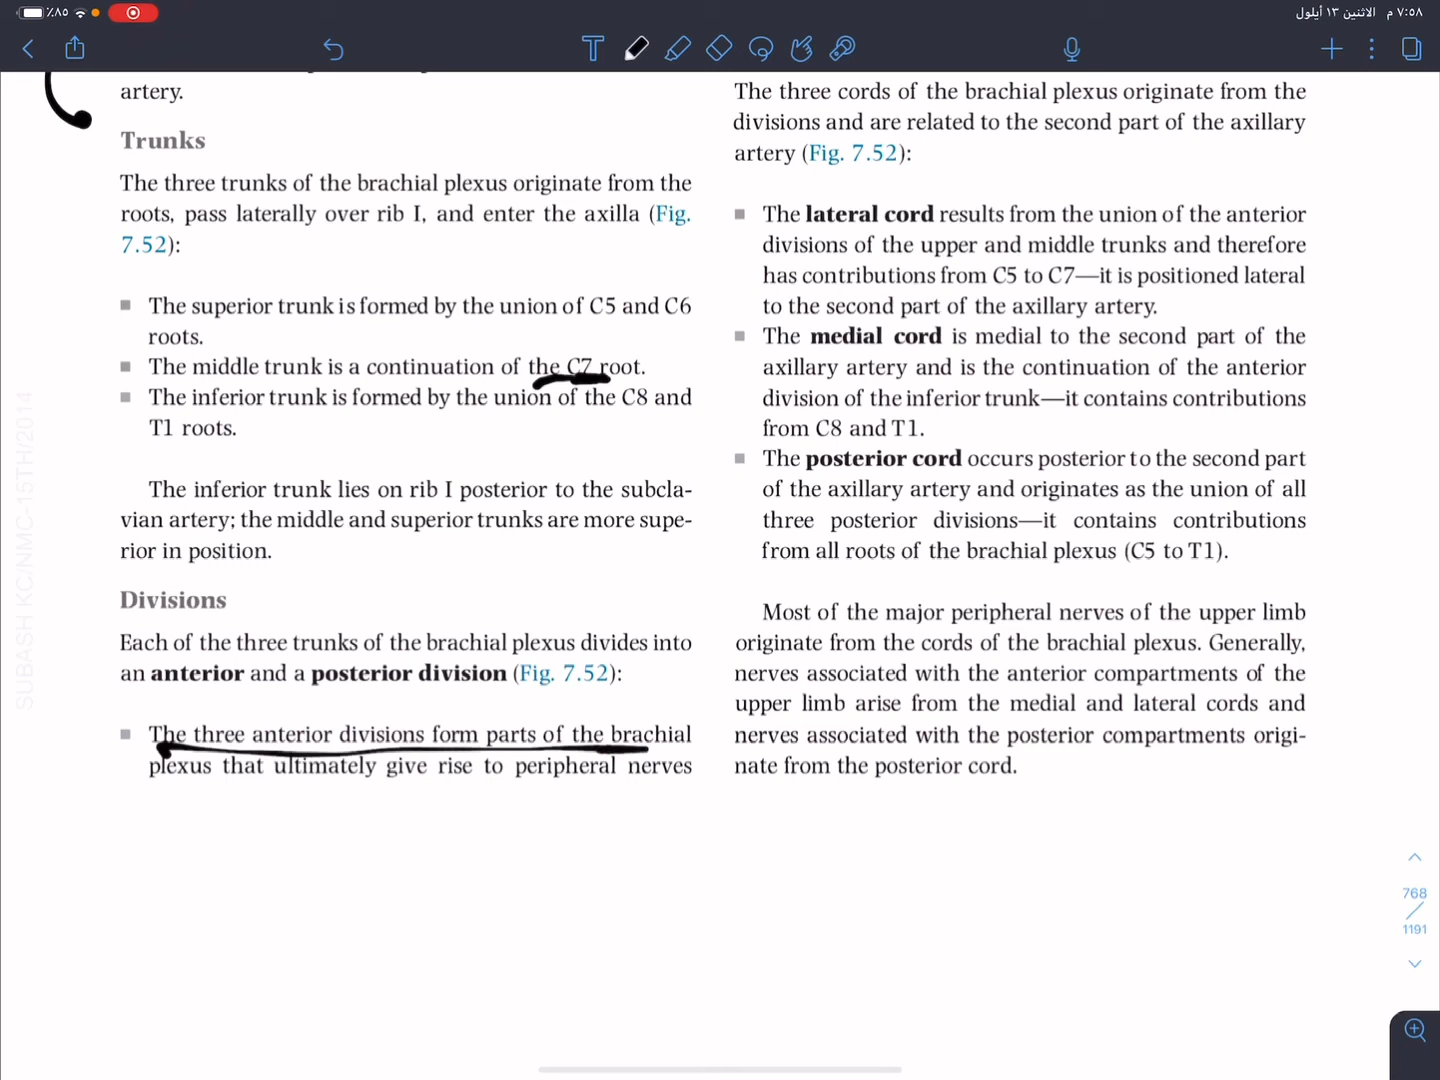 ٪٨٥
٧:٥٨ م الاثنين ١٣ أيلول
artery.
Trunks
The three trunks of the brachial plexus originate from the
roots, pass laterally over rib I, and enter the axilla (Fig.
7.52):
■ The superior trunk is formed by the union of C5 and C6
roots.
■ The middle trunk is a continuation of the C7 root.
■ The inferior trunk is formed by the union of the C8 and
T1 roots.
The inferior trunk lies on rib I posterior to the subcla-
vian artery; the middle and superior trunks are more supe-
rior in position.
Divisions
Each of the three trunks of the brachial plexus divides into
an anterior and a posterior division (Fig. 7.52):
■ The three anterior divisions form parts of the brachial
plexus that ultimately give rise to peripheral nerves
The three cords of the brachial plexus originate from the
divisions and are related to the second part of the axillary
artery (Fig. 7.52):
■ The lateral cord results from the union of the anterior
divisions of the upper and middle trunks and therefore
has contributions from C5 to C7—it is positioned lateral
to the second part of the axillary artery.
■ The medial cord is medial to the second part of the
axillary artery and is the continuation of the anterior
division of the inferior trunk—it contains contributions
from C8 and T1.
■ The posterior cord occurs posterior to the second part
of the axillary artery and originates as the union of all
three posterior divisions—it contains contributions
from all roots of the brachial plexus (C5 to T1).
Most of the major peripheral nerves of the upper limb
originate from the cords of the brachial plexus. Generally,
nerves associated with the anterior compartments of the
upper limb arise from the medial and lateral cords and
nerves associated with the posterior compartments origi-
nate from the posterior cord.
SUBASH KC/NMC-15TH/2014
768
1191